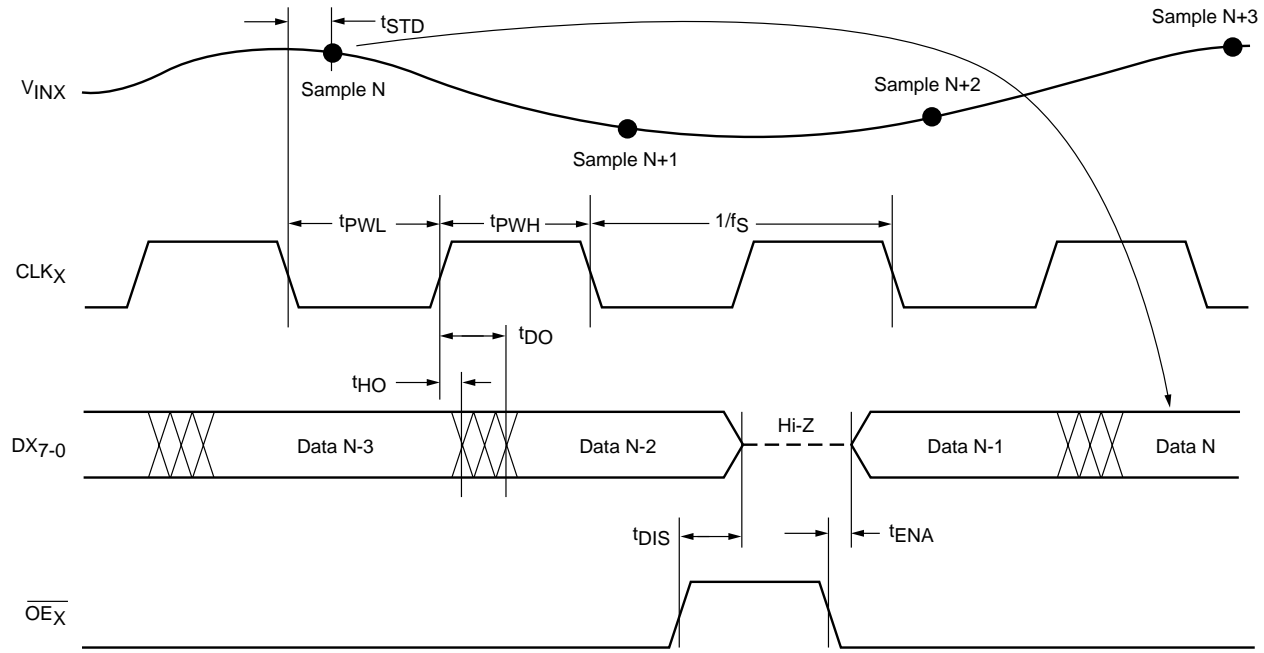 Sample N+3
tSTD
VINX
Sample N
Sample N+2
Sample N+1
tPWL
tPWH
1/fS
CLKX
tDO
tHO
DX7-0
Data N-3
Data N-2
Hi-Z
Data N-1
Data N
tDIS
tENA
OEX